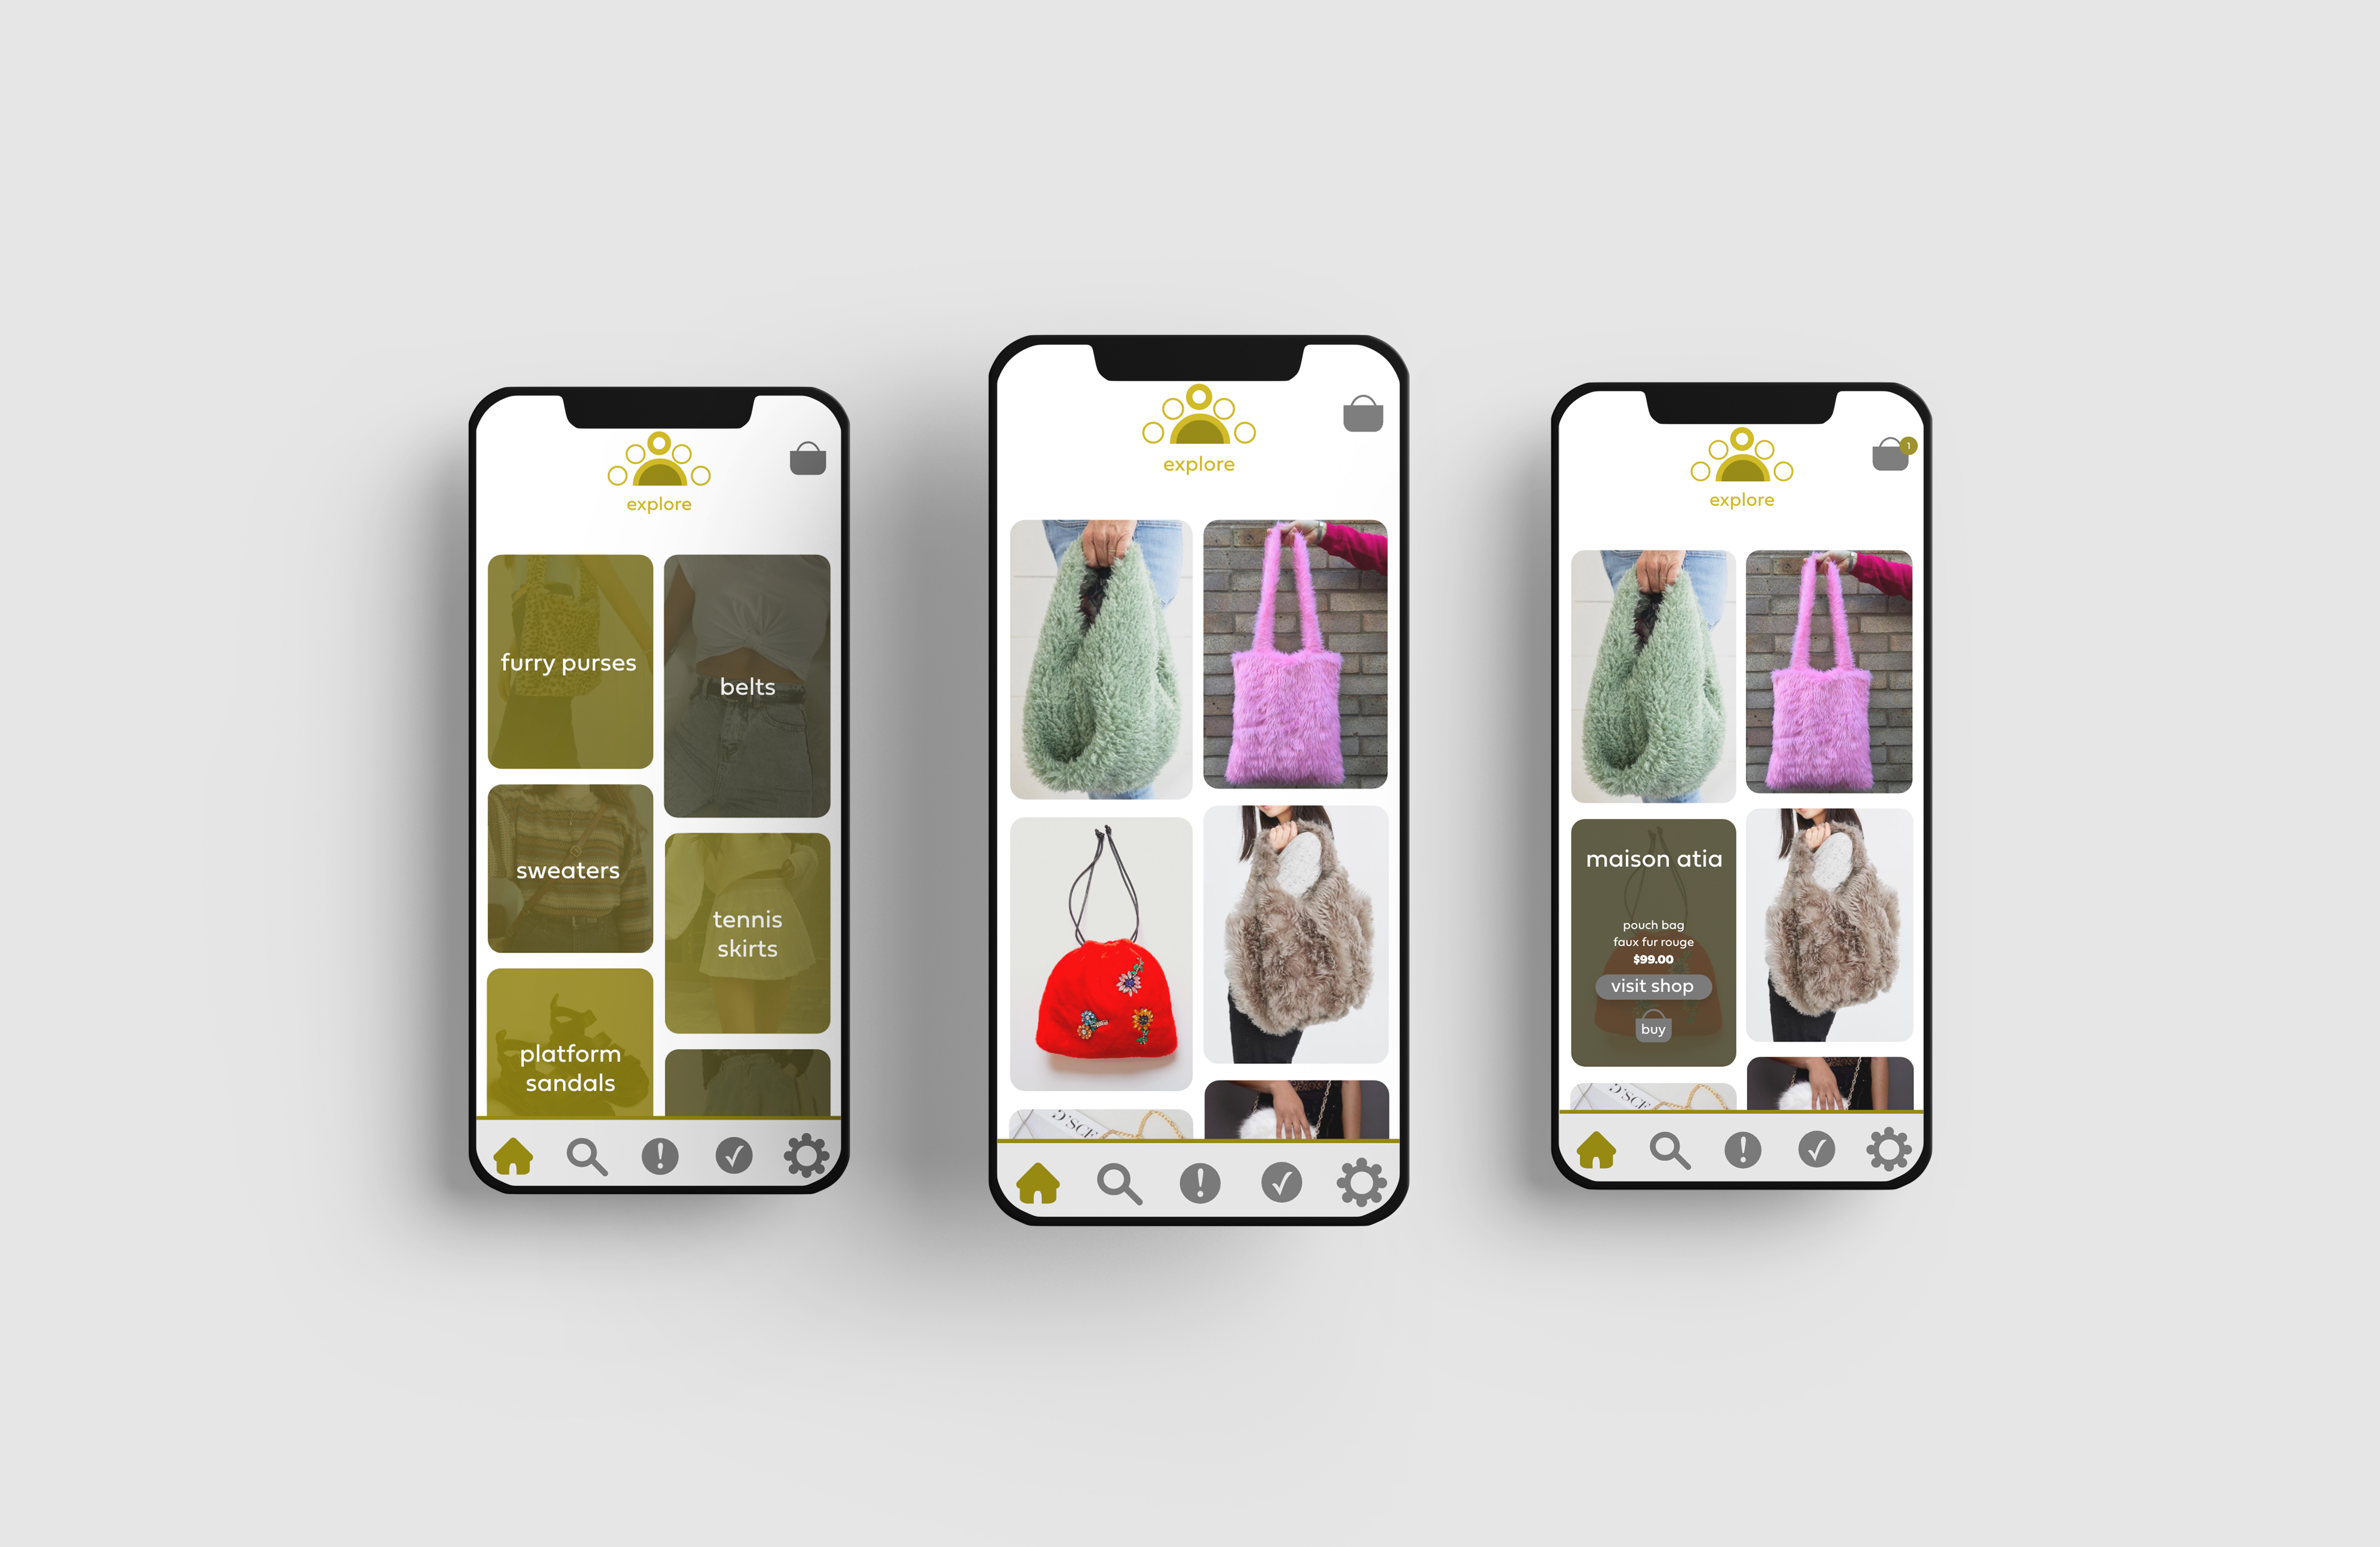 explore
furry purses
belts
sweaters
tennis
skirts
platform
sandals
explore
explore
1
maison atia
pouch bag
faux fur rouge
$99.00
visit shop
buy